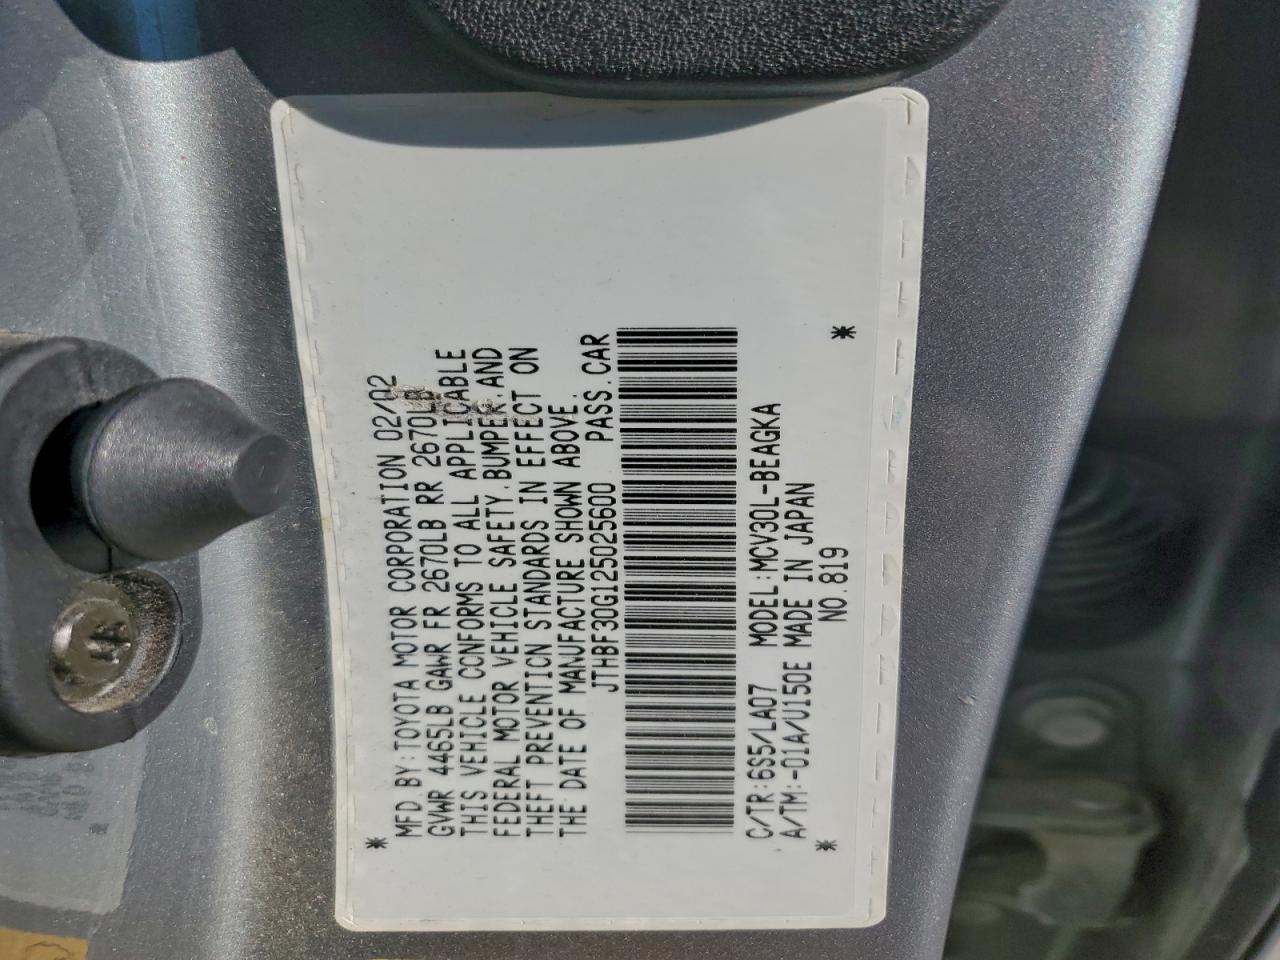 *
MFD BY:TOYOTA MOTOR CORPORATION 02/02
GVWR 4465LB GAWR FR 2670LB RR 2670LB
THIS VEHICLE CONFORMS TO ALL APPLICABLE
FEDERAL MOTOR VEHICLE SAFETY,BUMPER,AND
THEFT PREVENTION STANDARDS IN EFFECT ON
THE DATE OF MANUFACTURE SHOWN ABOVE.
JTHBF30G125025600 PASS.CAR
C/TR:6S5/LA07 MODEL:MCV30L-BEAGKA
A/TM:-01A/U150E MADE IN JAPAN
* NO.819 *